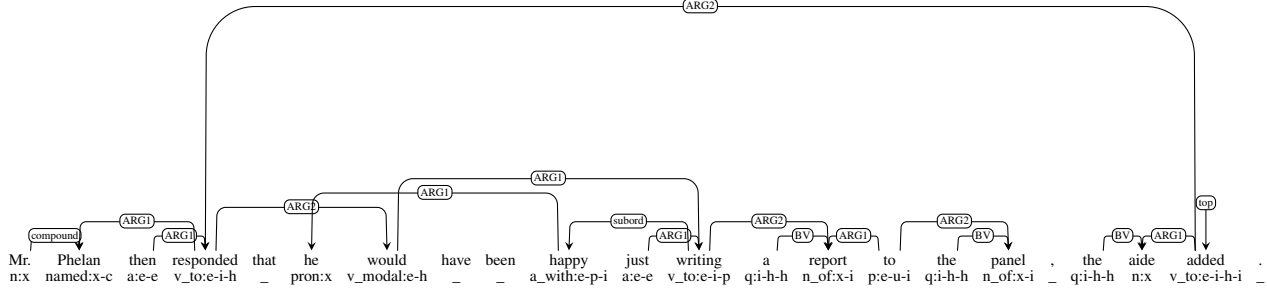 ARG2
ARG1
ARG1
ARG2
top
ARG1 subord ARG2 ARG2
compound ARG1 ARG1 BV ARG1 BV BV ARG1
Mr. Phelan then responded that he would have been happy just writing a report to the panel , the aide added .
n:x named:x-c a:e-e v_to:e-i-h _ pron:x v_modal:e-h _ _ a_with:e-p-i a:e-e v_to:e-i-p q:i-h-h n_of:x-i p:e-u-i q:i-h-h n_of:x-i _ q:i-h-h n:x v_to:e-i-h-i _